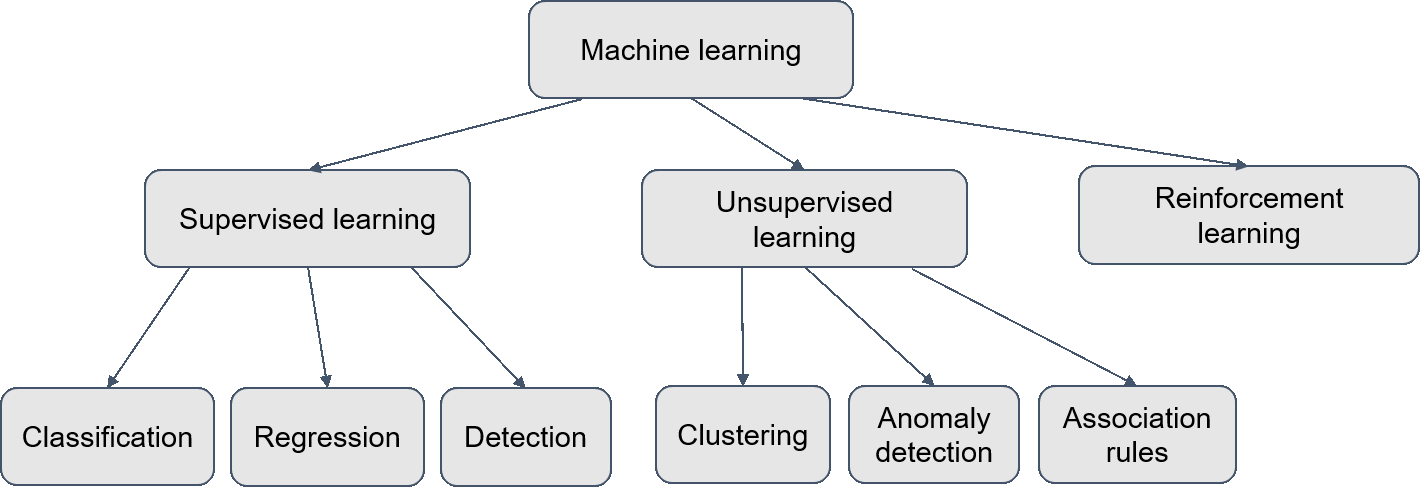 Machine learning
Supervised learning
Unsupervised
learning
Reinforcement
learning
Classification
Regression
Detection
Clustering
Anomaly
detection
Association
rules